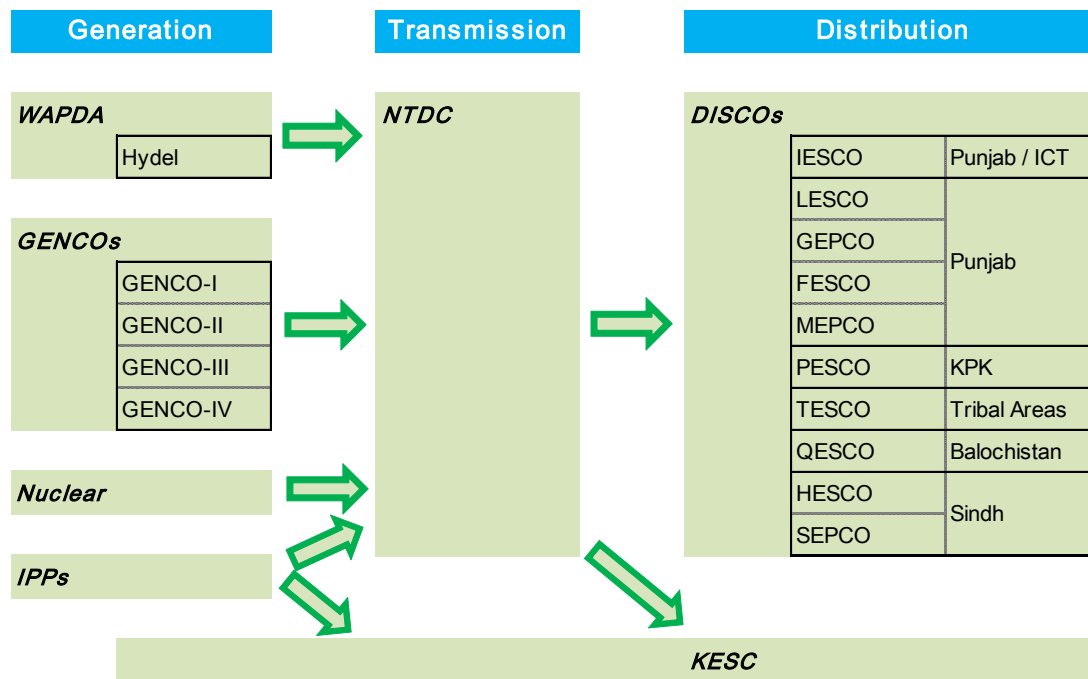 Generation
Transmission
Distribution
WAPDA
Hydel
GENCOs
GENCO-I
GENCO-II
GENCO-III
GENCO-IV
Nuclear
IPPs
NTDC
DISCOs
IESCO Punjab / ICT
LESCO
GEPCO
FESCO
MEPCO
Punjab
PESCO KPK
TESCO Tribal Areas
QESCO Balochistan
HESCO
SEPCO
Sindh
KESC